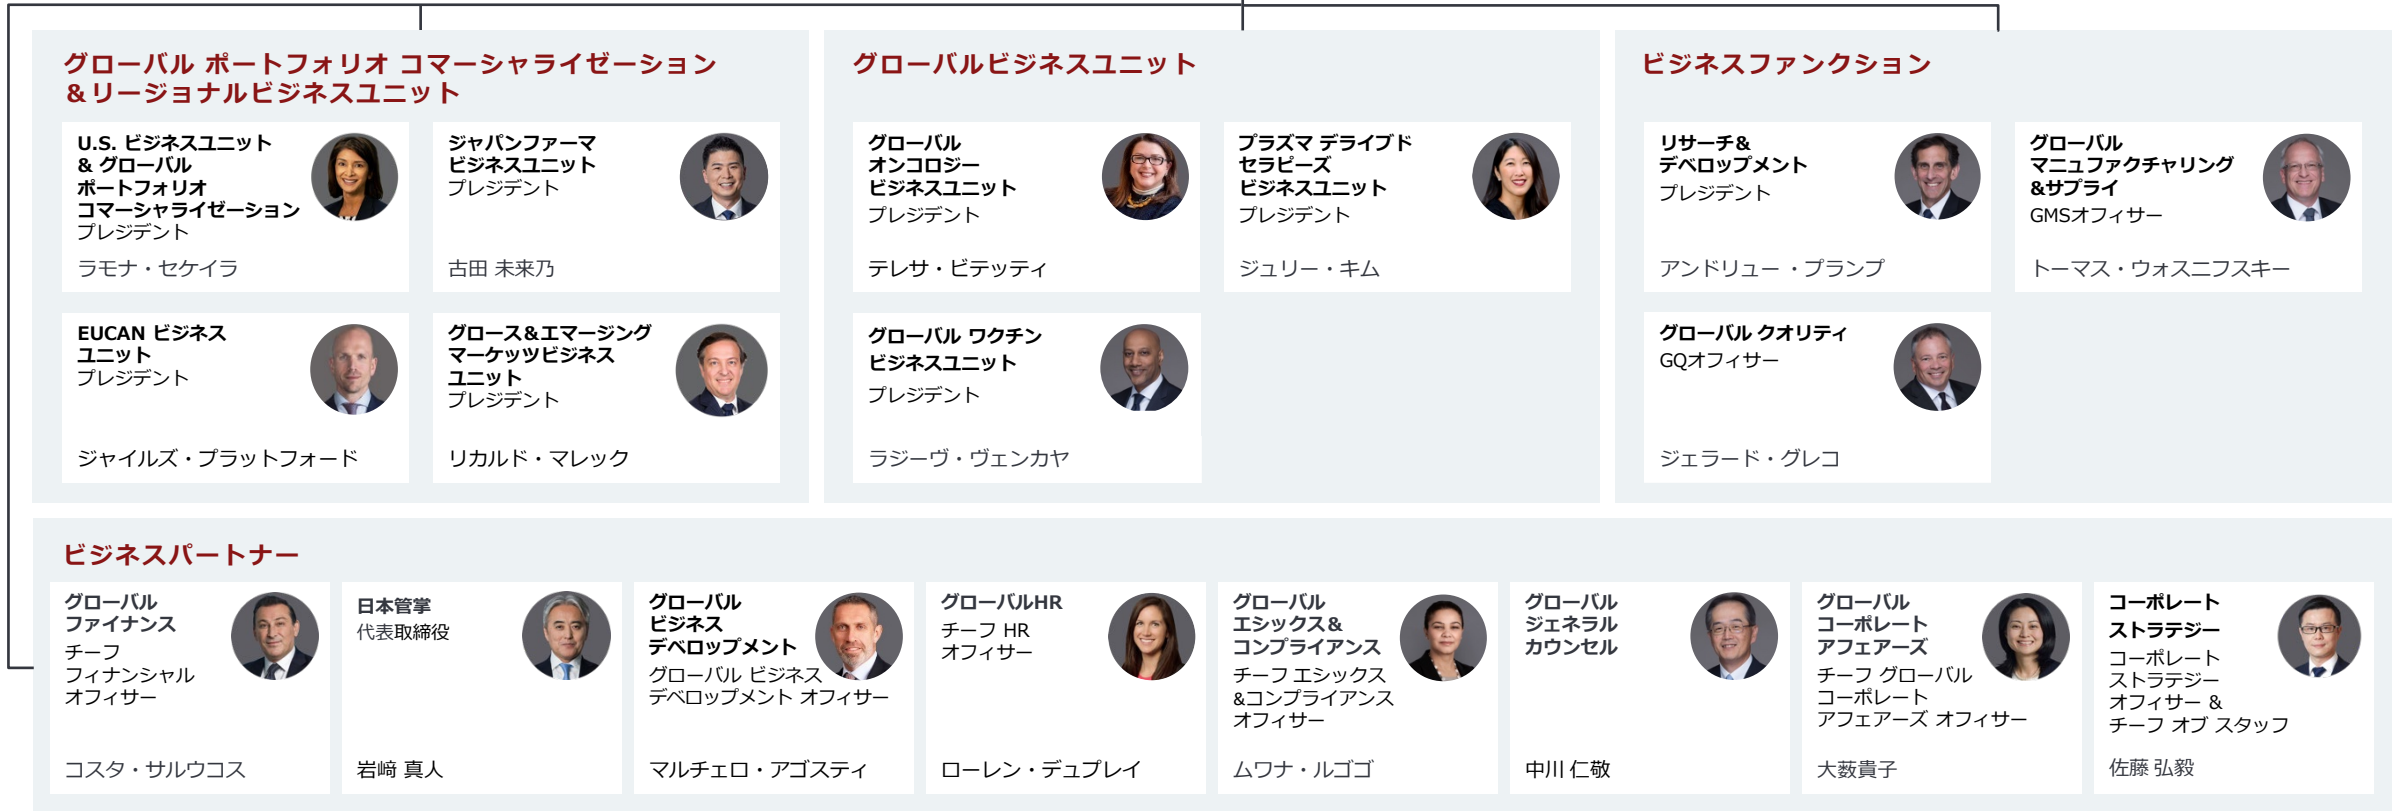 グローバル ポートフォリオ コマーシャライゼーション
＆リージョナルビジネスユニット
U.S. ビジネスユニット
& グローバル
ポートフォリオ
コマーシャライゼーション
プレジデント
ラモナ・セケイラ
ジャパンファーマ
ビジネスユニット
プレジデント
古田 未来乃
EUCAN ビジネス
ユニット
プレジデント
ジャイルズ・プラットフォード
グロース＆エマージング
マーケッツビジネス
ユニット
プレジデント
リカルド・マレック
グローバルビジネスユニット
グローバル
オンコロジー
ビジネスユニット
プレジデント
テレサ・ビテッティ
プラズマ デライブド
セラピーズ
ビジネスユニット
プレジデント
ジュリー・キム
グローバル ワクチン
ビジネスユニット
プレジデント
ラジーヴ・ヴェンカヤ
ビジネスファンクション
リサーチ＆
デベロップメント
プレジデント
アンドリュー ・プランプ
グローバル
マニュファクチャリング
&サプライ
GMSオフィサー
トーマス・ウォスニフスキー
グローバル クオリティ
GQオフィサー
ジェラード・グレコ
ビジネスパートナー
グローバル
ファイナンス
チーフ
フィナンシャル
オフィサー
コスタ・サルウコス
日本管掌
代表取締役
岩﨑 真人
グローバル
ビジネス
デベロップメント
グローバル ビジネス
デベロップメント オフィサー
マルチェロ・アゴスティ
グローバルHR
チーフ HR
オフィサー
ローレン・デュプレイ
グローバル
エシックス＆
コンプライアンス
チーフ エシックス
&コンプライアンス
オフィサー
ムワナ・ルゴゴ
グローバル
ジェネラル
カウンセル
中川 仁敬
グローバル
コーポレート
アフェアーズ
チーフ グローバル
コーポレート
アフェアーズ オフィサー
大薮貴子
コーポレート
ストラテジー
コーポレート
ストラテジー
オフィサー &
チーフ オブ スタッフ
佐藤 弘毅